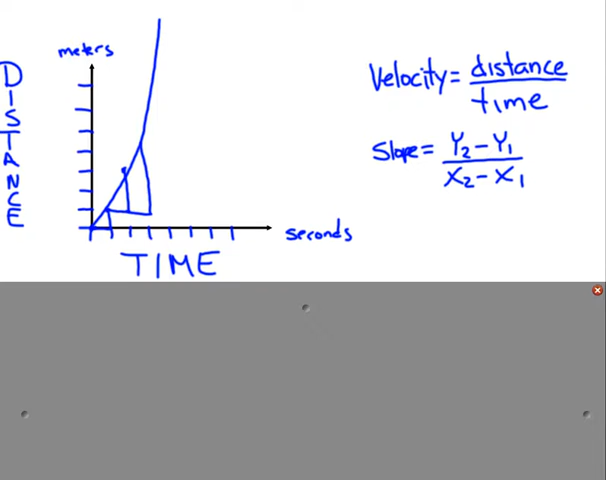 meters
DISTANCE
seconds
TIME
Velocity = distance / time
Slope = Y₂ - Y₁ / X₂ - X₁